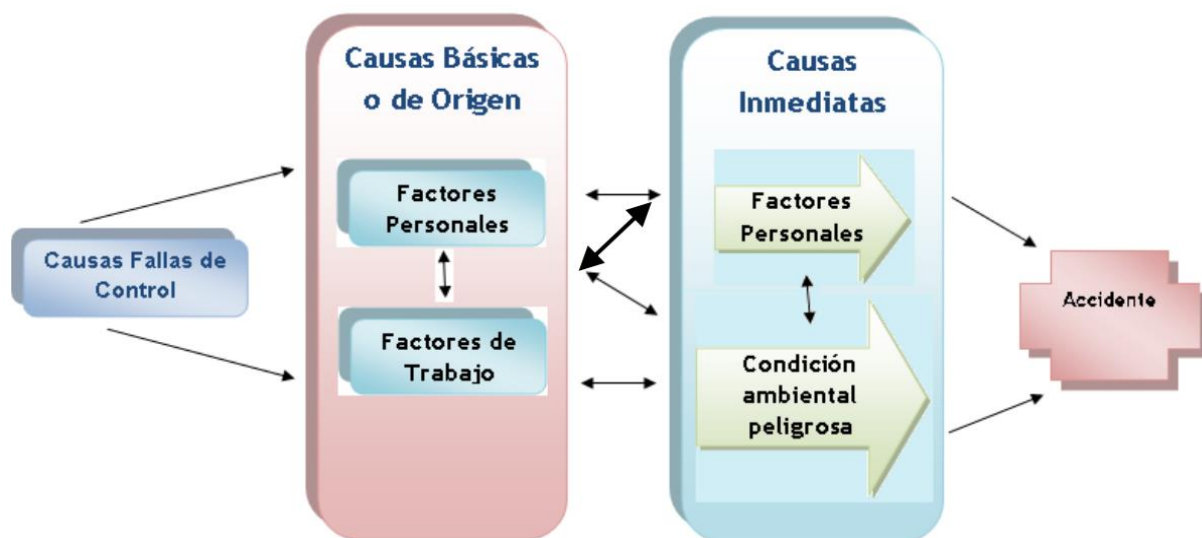 Causas Fallas de
Control
Causas Básicas
o de Origen
Factores
Personales
Factores de
Trabajo
Causas
Inmediatas
Factores
Personales
Condición
ambiental
peligrosa
Accidente